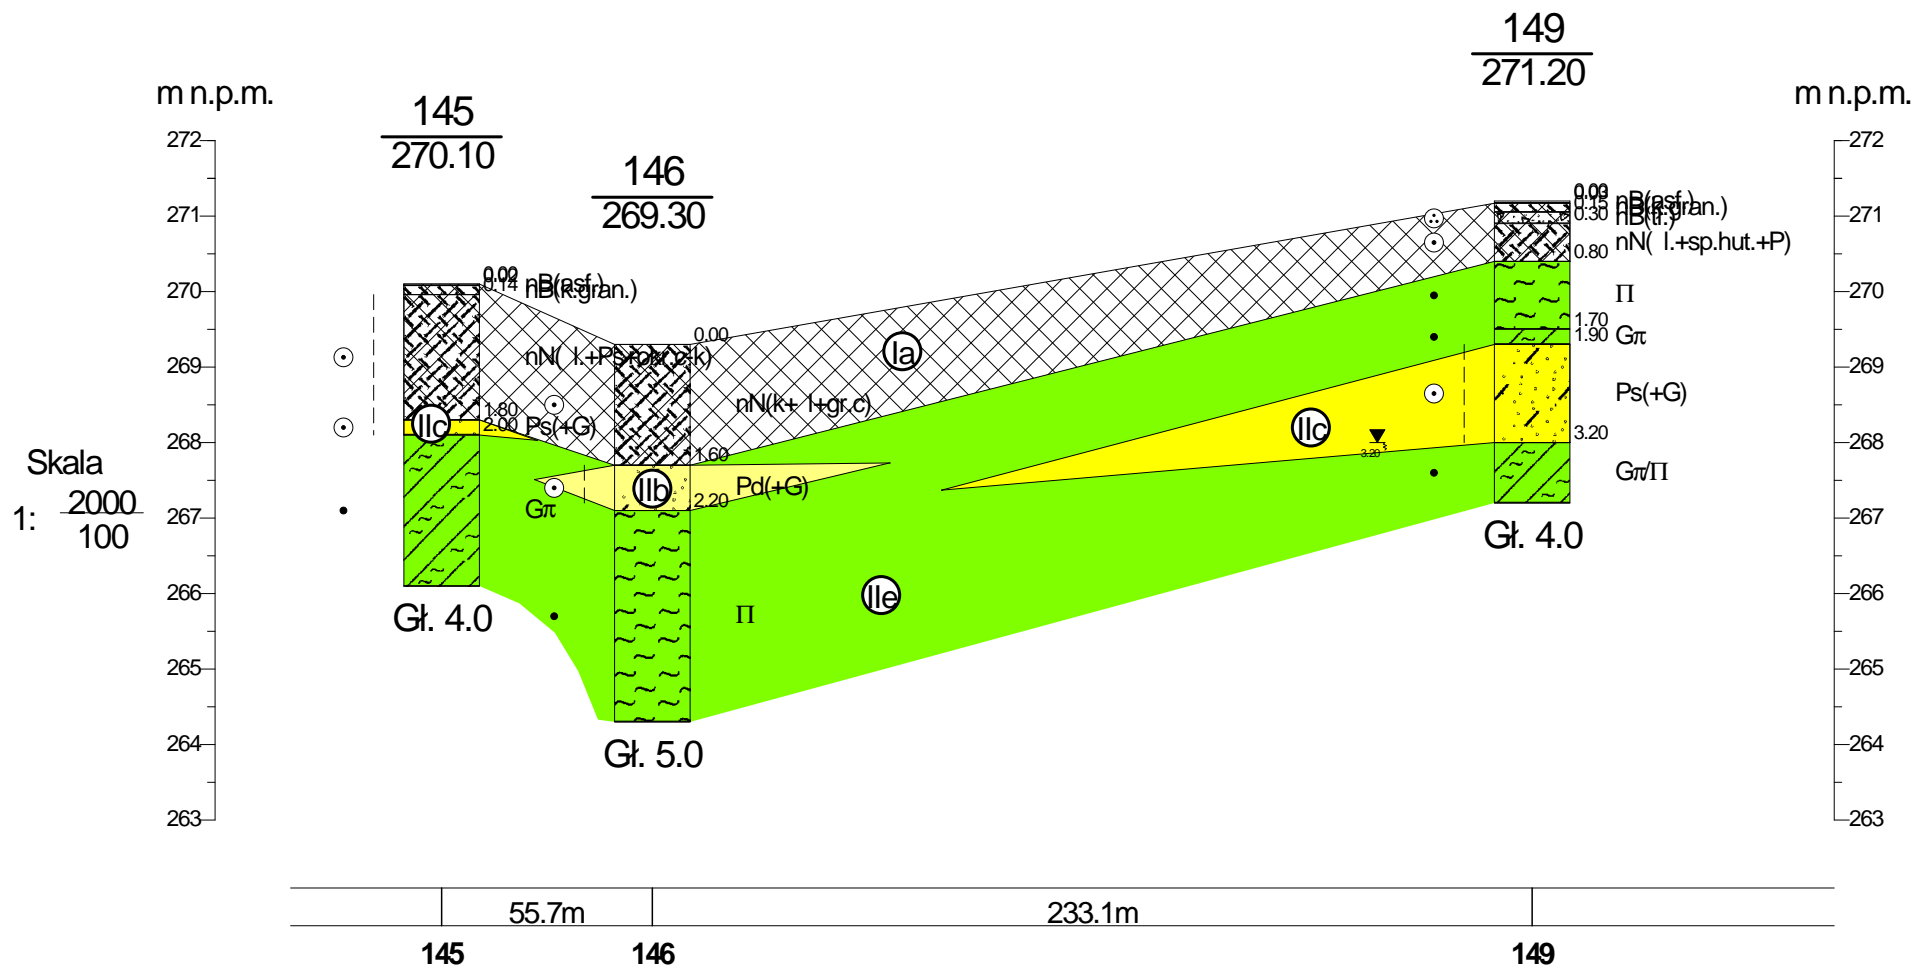 149
271.20
m n.p.m.
m n.p.m.
145
270.10
146
269.30
272
271
270
269
268
267
266
265
264
263
272
271
270
269
268
267
266
265
264
263
Skala
1: 2000
100
0.02
0.14
nB(asf.)
nB(k.gran.)
1.80
2.00
Ps(+G)
Gπ
IIc
Gł. 4.0
0.00
nN(k+ l+gr.c)
1.60
2.20
Pd(+G)
IIb
Π
Gł. 5.0
Ia
IIc
IIe
3.20
0.03
0.15
0.30
0.80
1.70
1.90
3.20
nB(asf.)
nB(k.gran.)
nB(tł.)
nN( l.+sp.hut.+P)
Π
Gπ
Ps(+G)
Gπ/Π
Gł. 4.0
55.7m
233.1m
145
146
149